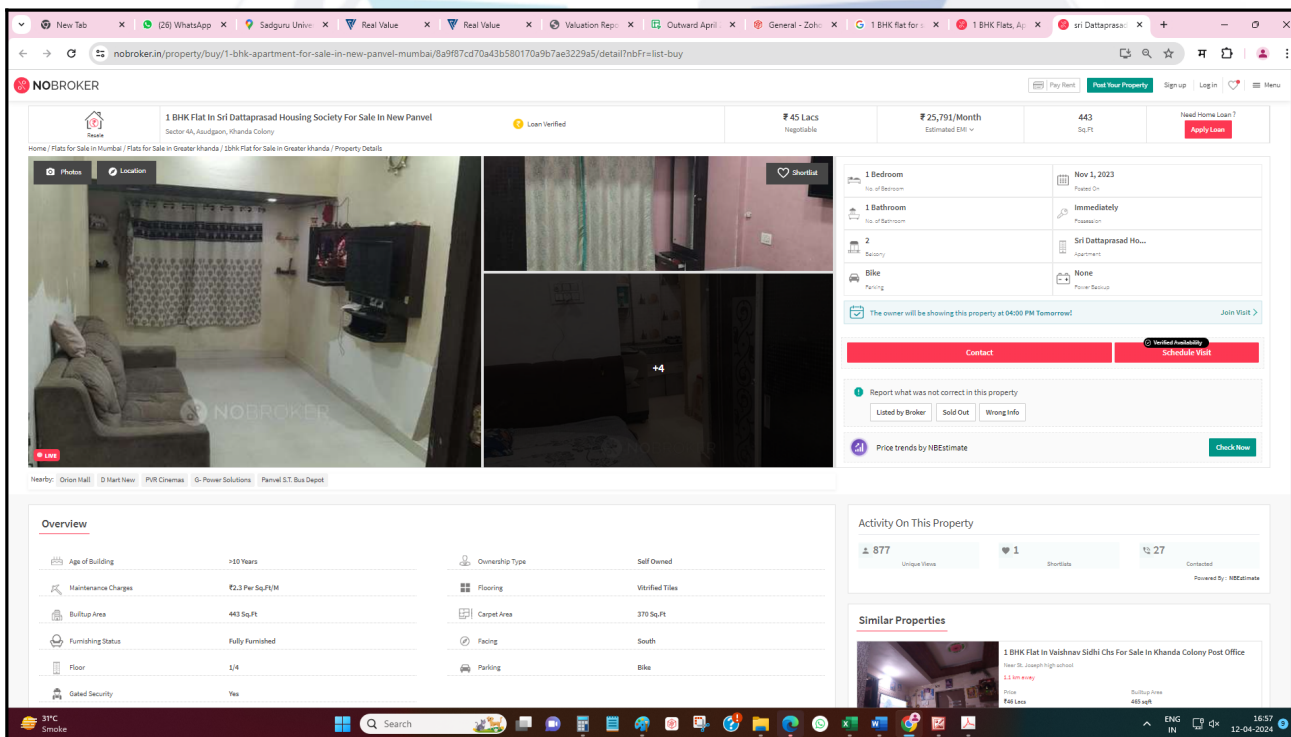 New Tab
(26) WhatsApp
Sadguru Unive
Real Value
Real Value
Valuation Repo
Outward April
General - Zoho
1 BHK flat for s
1 BHK Flats, Ap
sri Dattaprasad
nobroker.in/property/buy/1-bhk-apartment-for-sale-in-new-panvel-mumbai/8a9f87cd70a43b580170a9b7ae3229a5/detail?nbFr=list-buy
NOBROKER
Pay Rent
Post Your Property
Sign up
Log in
Menu
Resale
1 BHK Flat In Sri Dattaprasad Housing Society For Sale In New Panvel
Sector 4A, Asudgaon, Khanda Colony
Loan Verified
₹ 45 Lacs
Negotiable
₹ 25,791/Month
Estimated EMI
443
Sq.Ft
Need Home Loan ?
Apply Loan
Home / Flats for Sale in Mumbai / Flats for Sale in Greater khanda / 1bhk Flat for Sale in Greater khanda / Property Details
Photos
Location
Shortlist
NOBROKER
LIVE
+4
1 Bedroom
No. of Bedroom
Nov 1, 2023
Posted On
1 Bathroom
No. of Bathroom
Immediately
Possession
2
Balcony
Sri Dattaprasad Ho...
Apartment
Bike
Parking
None
Power Backup
The owner will be showing this property at 04:00 PM Tomorrow!
Join Visit
Contact
Verified Availability
Schedule Visit
Report what was not correct in this property
Listed by Broker
Sold Out
Wrong Info
Price trends by NBEstimate
Check Now
Nearby: Orion Mall D Mart New PVR Cinemas G- Power Solutions Panvel S.T. Bus Depot
Overview
Age of Building >10 Years
Ownership Type Self Owned
Maintenance Charges ₹2.3 Per Sq.Ft/M
Flooring Vitrified Tiles
Builtup Area 443 Sq.Ft
Carpet Area 370 Sq.Ft
Furnishing Status Fully Furnished
Facing South
Floor 1/4
Parking Bike
Gated Security Yes
Activity On This Property
877
Unique Views
1
Shortlists
27
Contacted
Powered By : NBEstimate
Similar Properties
1 BHK Flat In Vaishnav Sidhi Chs For Sale In Khanda Colony Post Office
Near St. Joseph high school
1.1 km away
Price
Builtup Area
₹46 Lacs
465 sqft
31°C
Smoke
Search
ENG
IN
16:57
12-04-2024